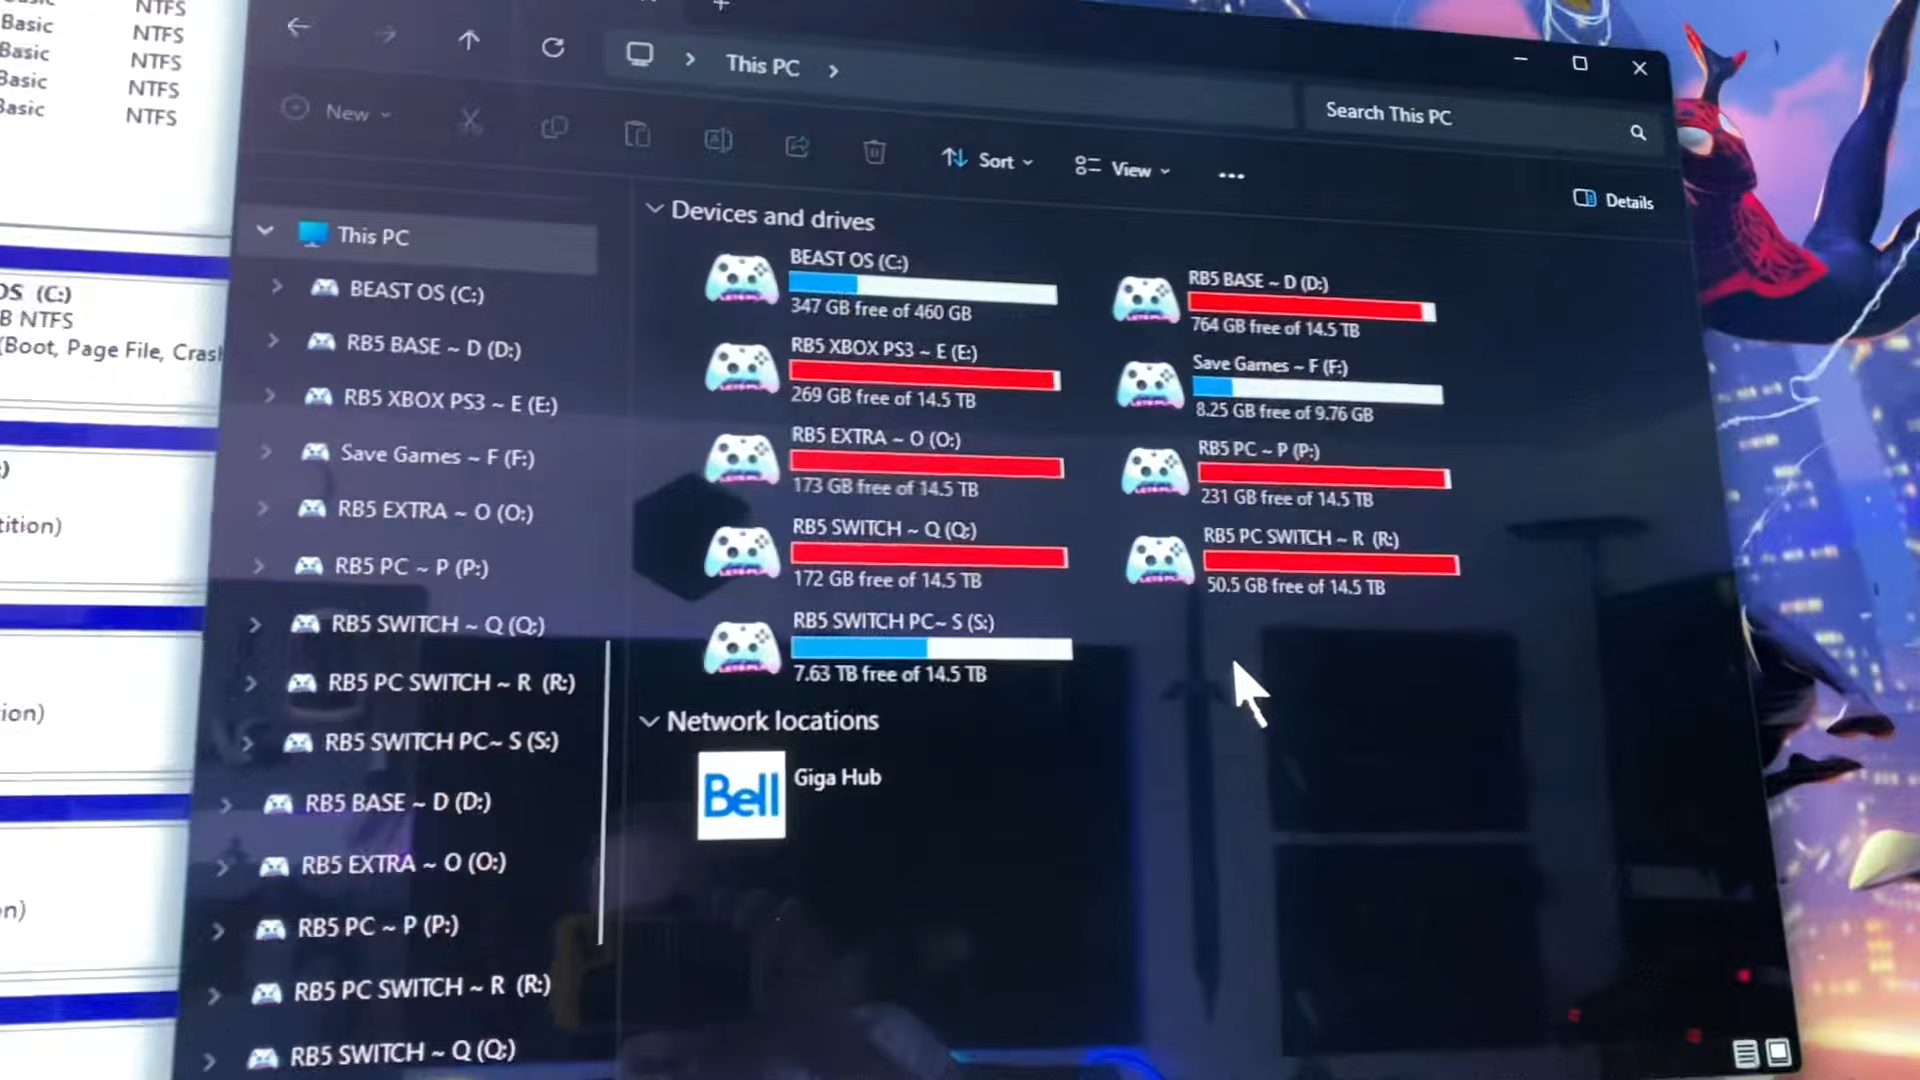 NTFS
Basic NTFS
Basic NTFS
Basic NTFS
Basic NTFS
This PC
Search This PC
New
Sort
View
Details
OS (C:)
B NTFS
(Boot, Page File, Crash
tition)
This PC
BEAST OS (C:)
RB5 BASE ~ D (D:)
RB5 XBOX PS3 ~ E (E:)
Save Games ~ F (F:)
RB5 EXTRA ~ O (O:)
RB5 PC ~ P (P:)
RB5 SWITCH ~ Q (Q:)
RB5 PC SWITCH ~ R (R:)
RB5 SWITCH PC~ S (S:)
RB5 BASE ~ D (D:)
RB5 EXTRA ~ O (O:)
RB5 PC ~ P (P:)
RB5 PC SWITCH ~ R (R:)
RB5 SWITCH ~ Q (Q:)
Devices and drives
BEAST OS (C:)
347 GB free of 460 GB
RB5 BASE ~ D (D:)
764 GB free of 14.5 TB
RB5 XBOX PS3 ~ E (E:)
269 GB free of 14.5 TB
Save Games ~ F (F:)
8.25 GB free of 9.76 GB
RB5 EXTRA ~ O (O:)
173 GB free of 14.5 TB
RB5 PC ~ P (P:)
231 GB free of 14.5 TB
RB5 SWITCH ~ Q (Q:)
172 GB free of 14.5 TB
RB5 PC SWITCH ~ R (R:)
50.5 GB free of 14.5 TB
RB5 SWITCH PC~ S (S:)
7.63 TB free of 14.5 TB
Network locations
Bell
Giga Hub